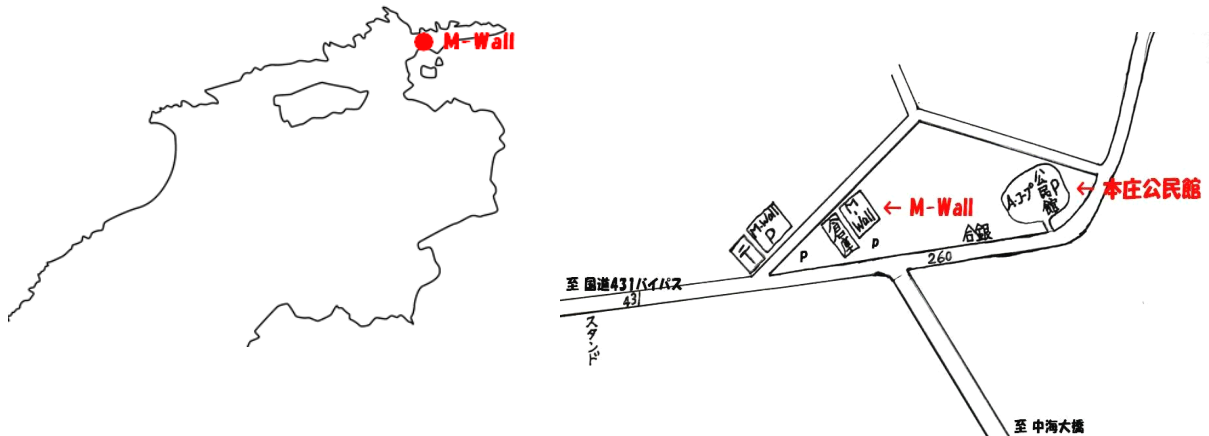 M-Wall
公民館
P
A.コープ
← 本庄公民館
M-Wall
← M-Wall
倉庫
M-Wall
P
〒
P
P
合銀
260
至 国道431バイパス
431
スタンド
至 中海大橋